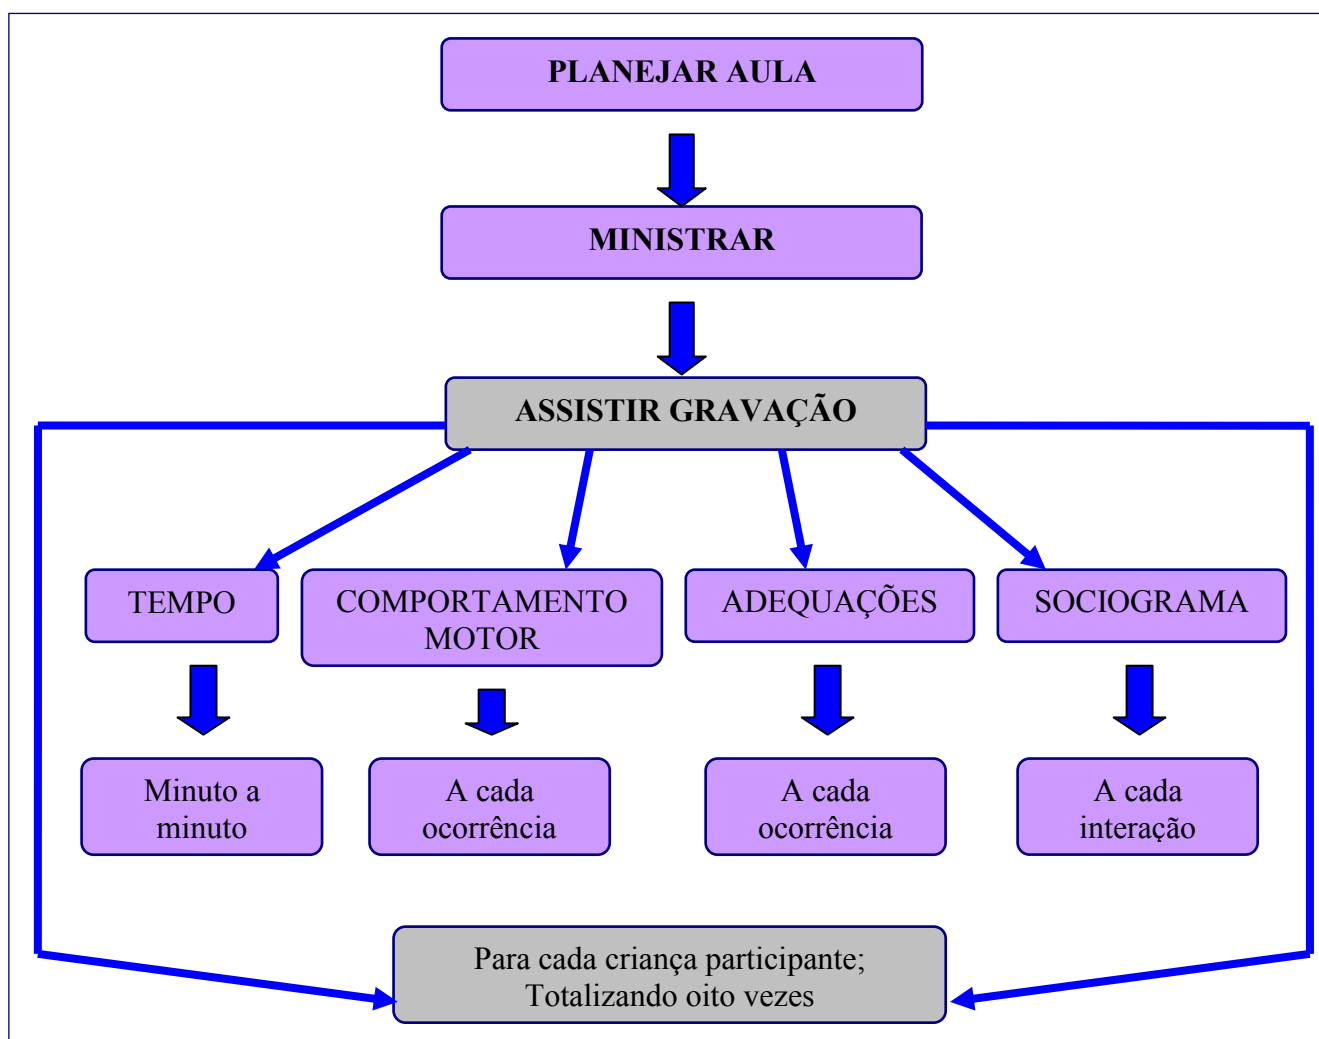 PLANEJAR AULA
MINISTRAR
ASSISTIR GRAVAÇÃO
TEMPO
COMPORTAMENTO
MOTOR
ADEQUAÇÕES
SOCIOGRAMA
Minuto a
minuto
A cada
ocorrência
A cada
ocorrência
A cada
interação
Para cada criança participante;
Totalizando oito vezes